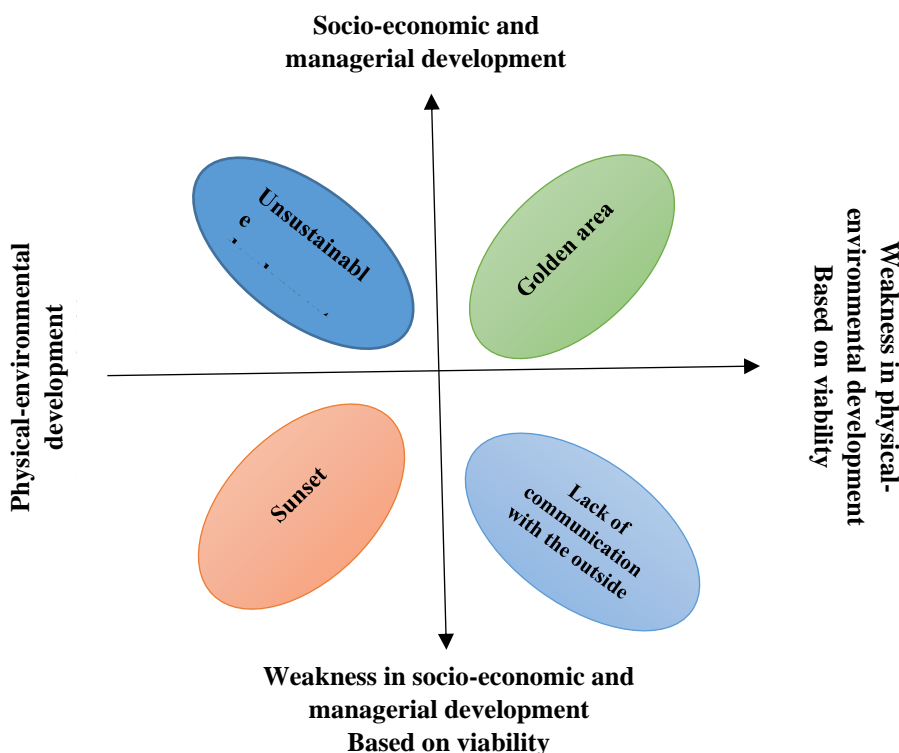 Socio-economic and
managerial development
Unsustainabl
e
Golden area
Physical-environmental
development
Weakness in physical-
environmental development
Based on viability
Sunset
Lack of
communication
with the outside
Weakness in socio-economic and
managerial development
Based on viability